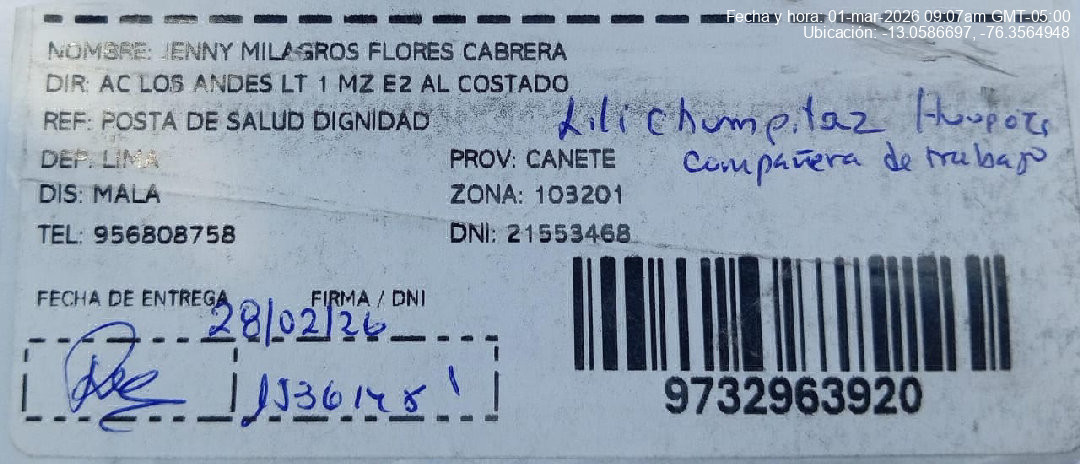 Fecha y hora: 01-mar-2026 09:07am GMT-05:00
Ubicación: -13.0586697, -76.3564948
NOMBRE: JENNY MILAGROS FLORES CABRERA
DIR: AC LOS ANDES LT 1 MZ E2 AL COSTADO
REF: POSTA DE SALUD DIGNIDAD
Lili Chumpitaz
compañera de trabajo
DEP: LIMA
PROV: CANETE
DIS: MALA
ZONA: 103201
TEL: 956808758
DNI: 21553468
FECHA DE ENTREGA
FIRMA / DNI
28/02/26
9732963920